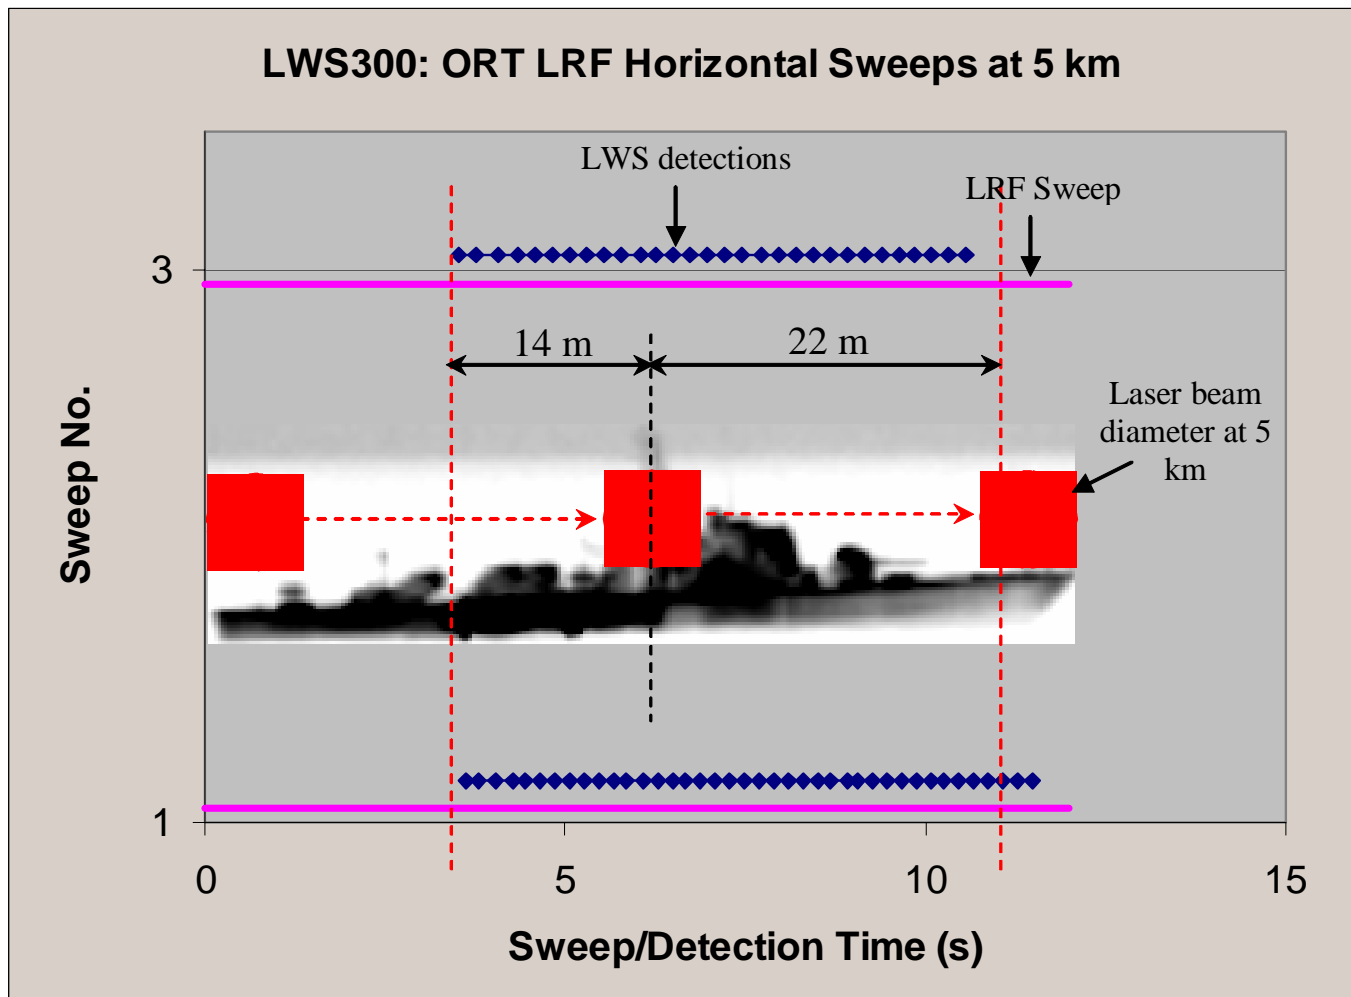 LWS300: ORT LRF Horizontal Sweeps at 5 km
LWS detections
LRF Sweep
3
14 m
22 m
Laser beam
diameter at 5
km
Sweep No.
1
0
5
10
15
Sweep/Detection Time (s)